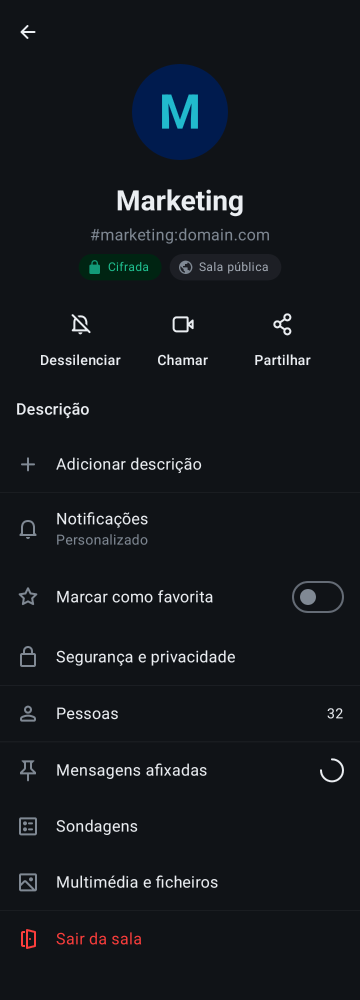 M
Marketing
#marketing:domain.com
Cifrada
Sala pública
Dessilenciar
Chamar
Partilhar
Descrição
Adicionar descrição
Notificações
Personalizado
Marcar como favorita
Segurança e privacidade
Pessoas
32
Mensagens afixadas
Sondagens
Multimédia e ficheiros
Sair da sala